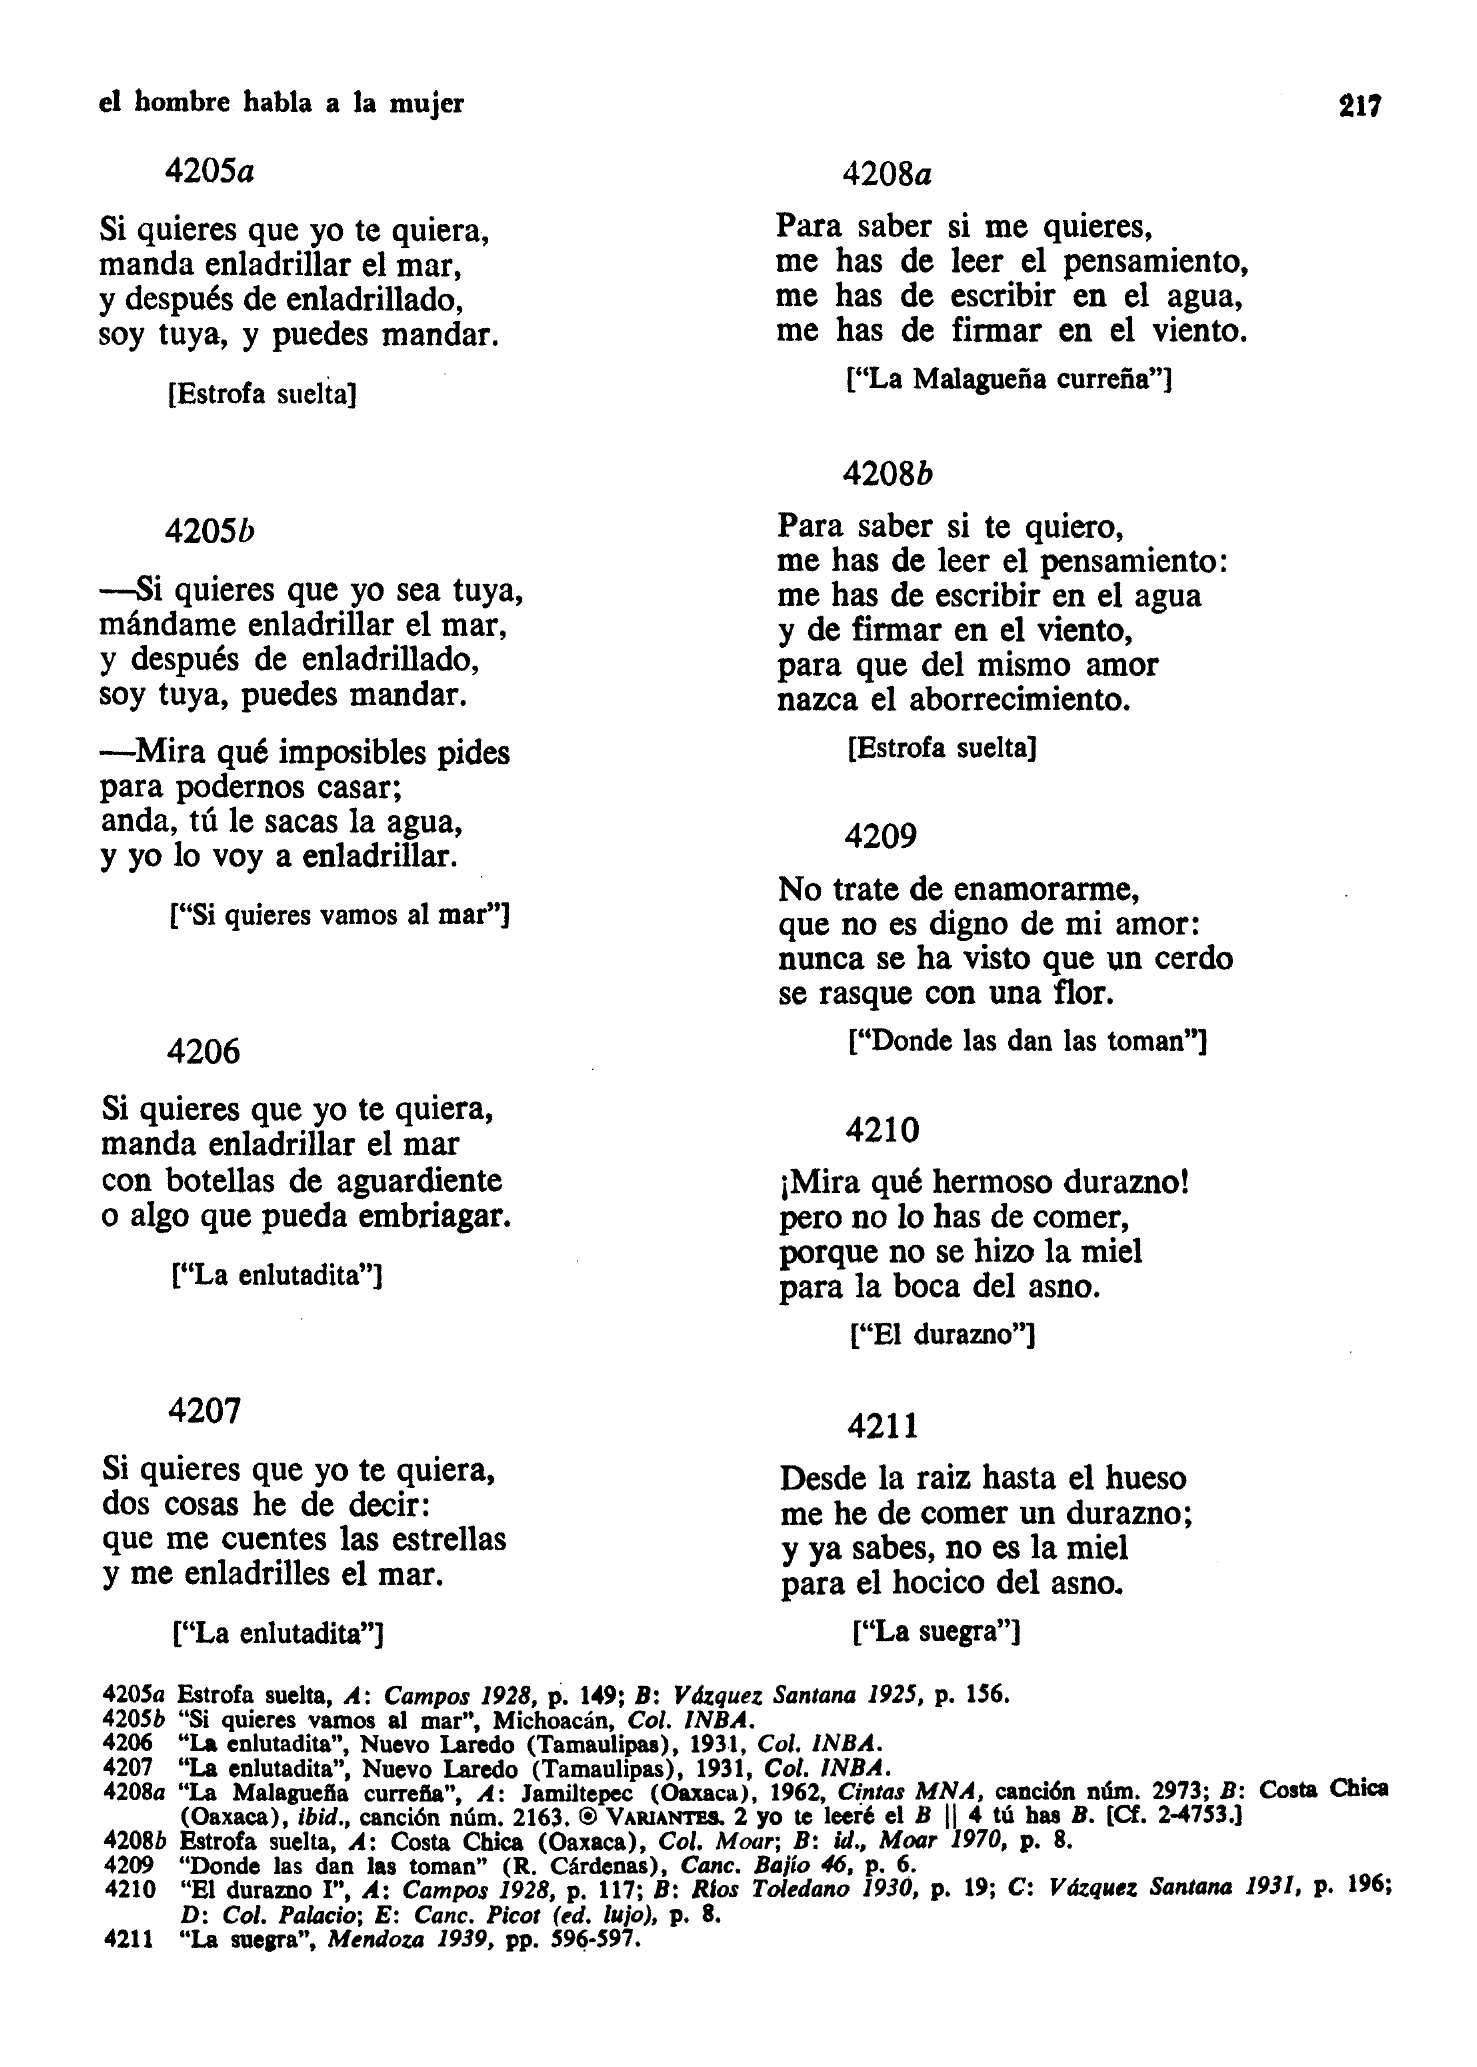 el hombre habla a la mujer
217
4205a
Si quieres que yo te quiera,
manda enladrillar el mar,
y después de enladrillado,
soy tuya, y puedes mandar.
[Estrofa suelta]
4205b
—Si quieres que yo sea tuya,
mándame enladrillar el mar,
y después de enladrillado,
soy tuya, puedes mandar.
—Mira qué imposibles pides
para podernos casar;
anda, tú le sacas la agua,
y yo lo voy a enladrillar.
[“Si quieres vamos al mar”]
4206
Si quieres que yo te quiera,
manda enladrillar el mar
con botellas de aguardiente
o algo que pueda embriagar.
[“La enlutadita”]
4207
Si quieres que yo te quiera,
dos cosas he de decir:
que me cuentes las estrellas
y me enladrilles el mar.
[“La enlutadita”]
4208a
Para saber si me quieres,
me has de leer el pensamiento,
me has de escribir en el agua,
me has de firmar en el viento.
[“La Malagueña curreña”]
4208b
Para saber si te quiero,
me has de leer el pensamiento:
me has de escribir en el agua
y de firmar en el viento,
para que del mismo amor
nazca el aborrecimiento.
[Estrofa suelta]
4209
No trate de enamorarme,
que no es digno de mi amor:
nunca se ha visto que un cerdo
se rasque con una flor.
[“Donde las dan las toman”]
4210
¡Mira qué hermoso durazno!
pero no lo has de comer,
porque no se hizo la miel
para la boca del asno.
[“El durazno”]
4211
Desde la raiz hasta el hueso
me he de comer un durazno;
y ya sabes, no es la miel
para el hocico del asno.
[“La suegra”]
4205a Estrofa suelta, A: Campos 1928, p. 149; B: Vázquez Santana 1925, p. 156.
4205b “Si quieres vamos al mar”, Michoacán, Col. INBA.
4206 “La enlutadita”, Nuevo Laredo (Tamaulipas), 1931, Col. INBA.
4207 “La enlutadita”, Nuevo Laredo (Tamaulipas), 1931, Col. INBA.
4208a “La Malagueña curreña”, A: Jamiltepec (Oaxaca), 1962, Cintas MNA, canción núm. 2973; B: Costa Chica
(Oaxaca), ibid., canción núm. 2163. ⊚ VARIANTES. 2 yo te leeré el B || 4 tú has B. [Cf. 2-4753.]
4208b Estrofa suelta, A: Costa Chica (Oaxaca), Col. Moar; B: id., Moar 1970, p. 8.
4209 “Donde las dan las toman” (R. Cárdenas), Canc. Bajío 46, p. 6.
4210 “El durazno I”, A: Campos 1928, p. 117; B: Ríos Toledano 1930, p. 19; C: Vázquez Santana 1931, p. 196;
D: Col. Palacio; E: Canc. Picot (ed. lujo), p. 8.
4211 “La suegra”, Mendoza 1939, pp. 596-597.